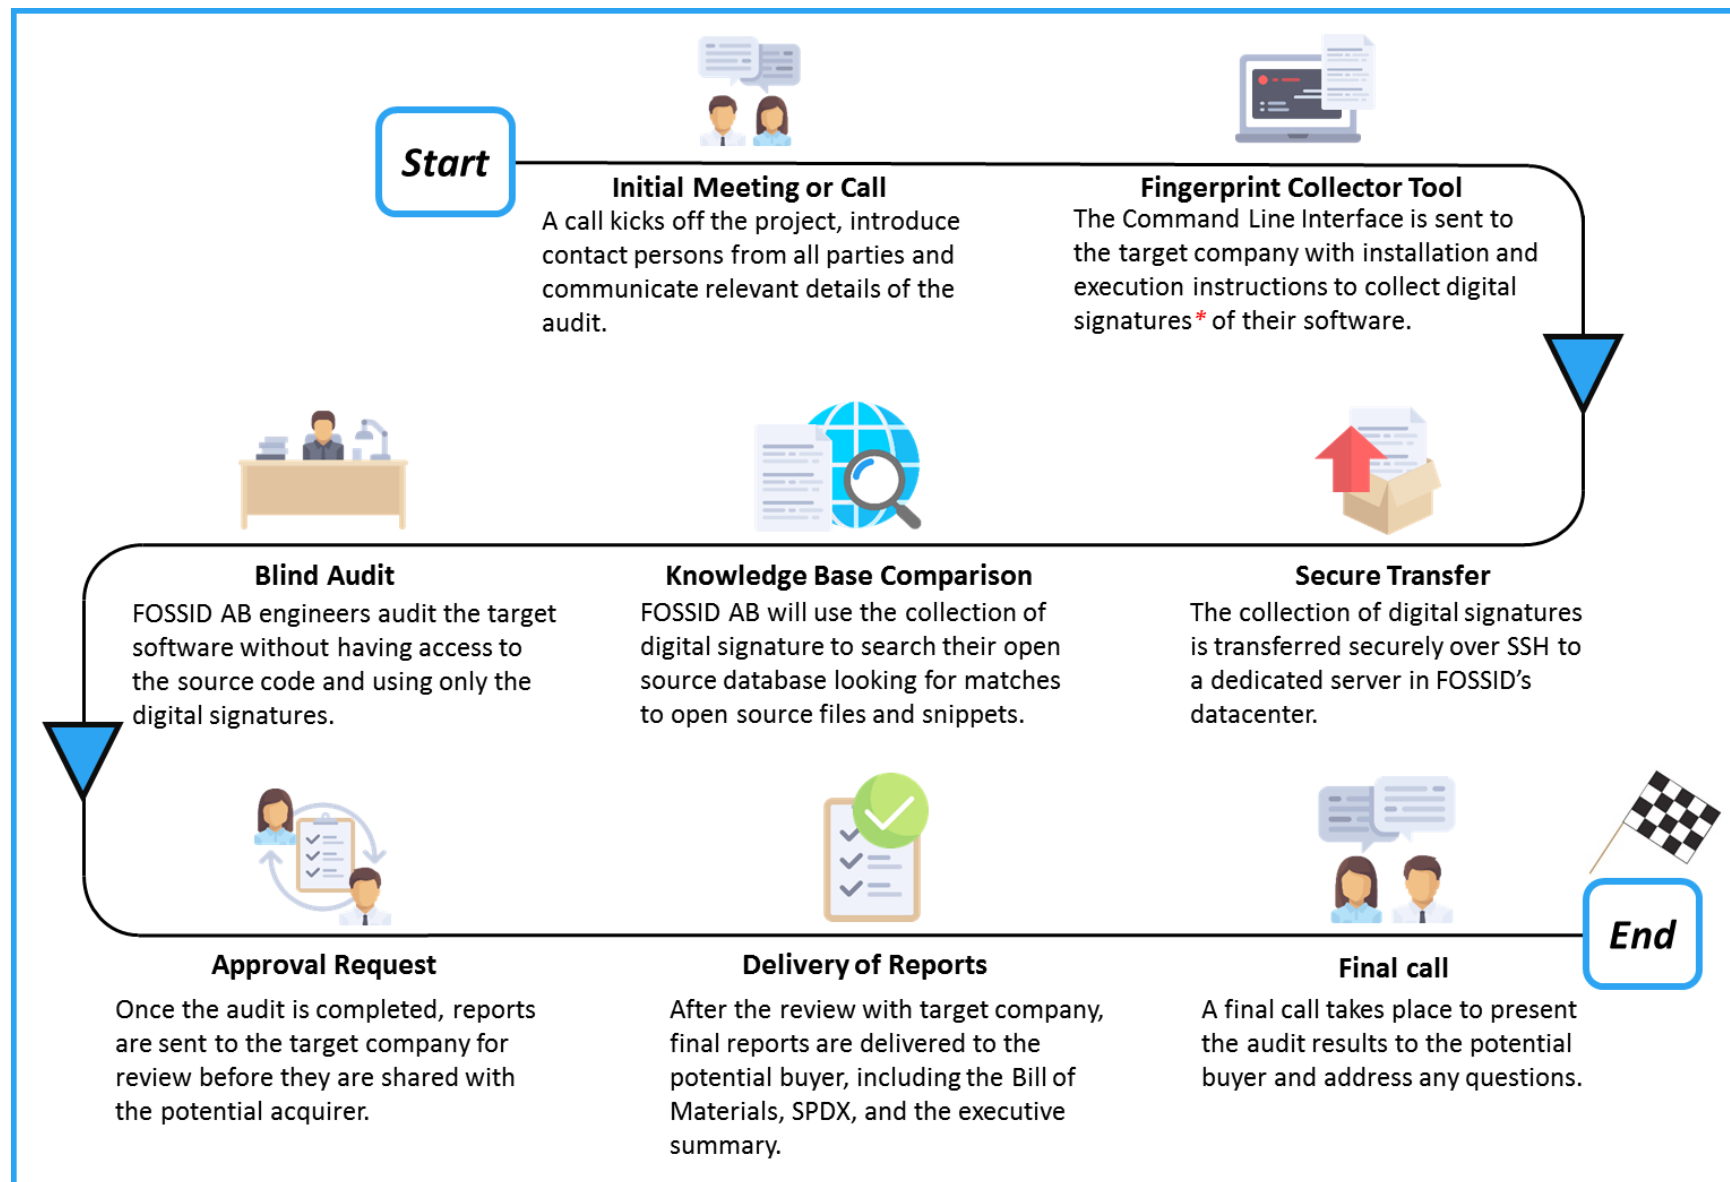 Start
Initial Meeting or Call
A call kicks off the project, introduce
contact persons from all parties and
communicate relevant details of the
audit.
Fingerprint Collector Tool
The Command Line Interface is sent to
the target company with installation and
execution instructions to collect digital
signatures* of their software.
Secure Transfer
The collection of digital signatures
is transferred securely over SSH to
a dedicated server in FOSSID’s
datacenter.
Knowledge Base Comparison
FOSSID AB will use the collection of
digital signature to search their open
source database looking for matches
to open source files and snippets.
Blind Audit
FOSSID AB engineers audit the target
software without having access to
the source code and using only the
digital signatures.
Approval Request
Once the audit is completed, reports
are sent to the target company for
review before they are shared with
the potential acquirer.
Delivery of Reports
After the review with target company,
final reports are delivered to the
potential buyer, including the Bill of
Materials, SPDX, and the executive
summary.
Final call
A final call takes place to present
the audit results to the potential
buyer and address any questions.
End